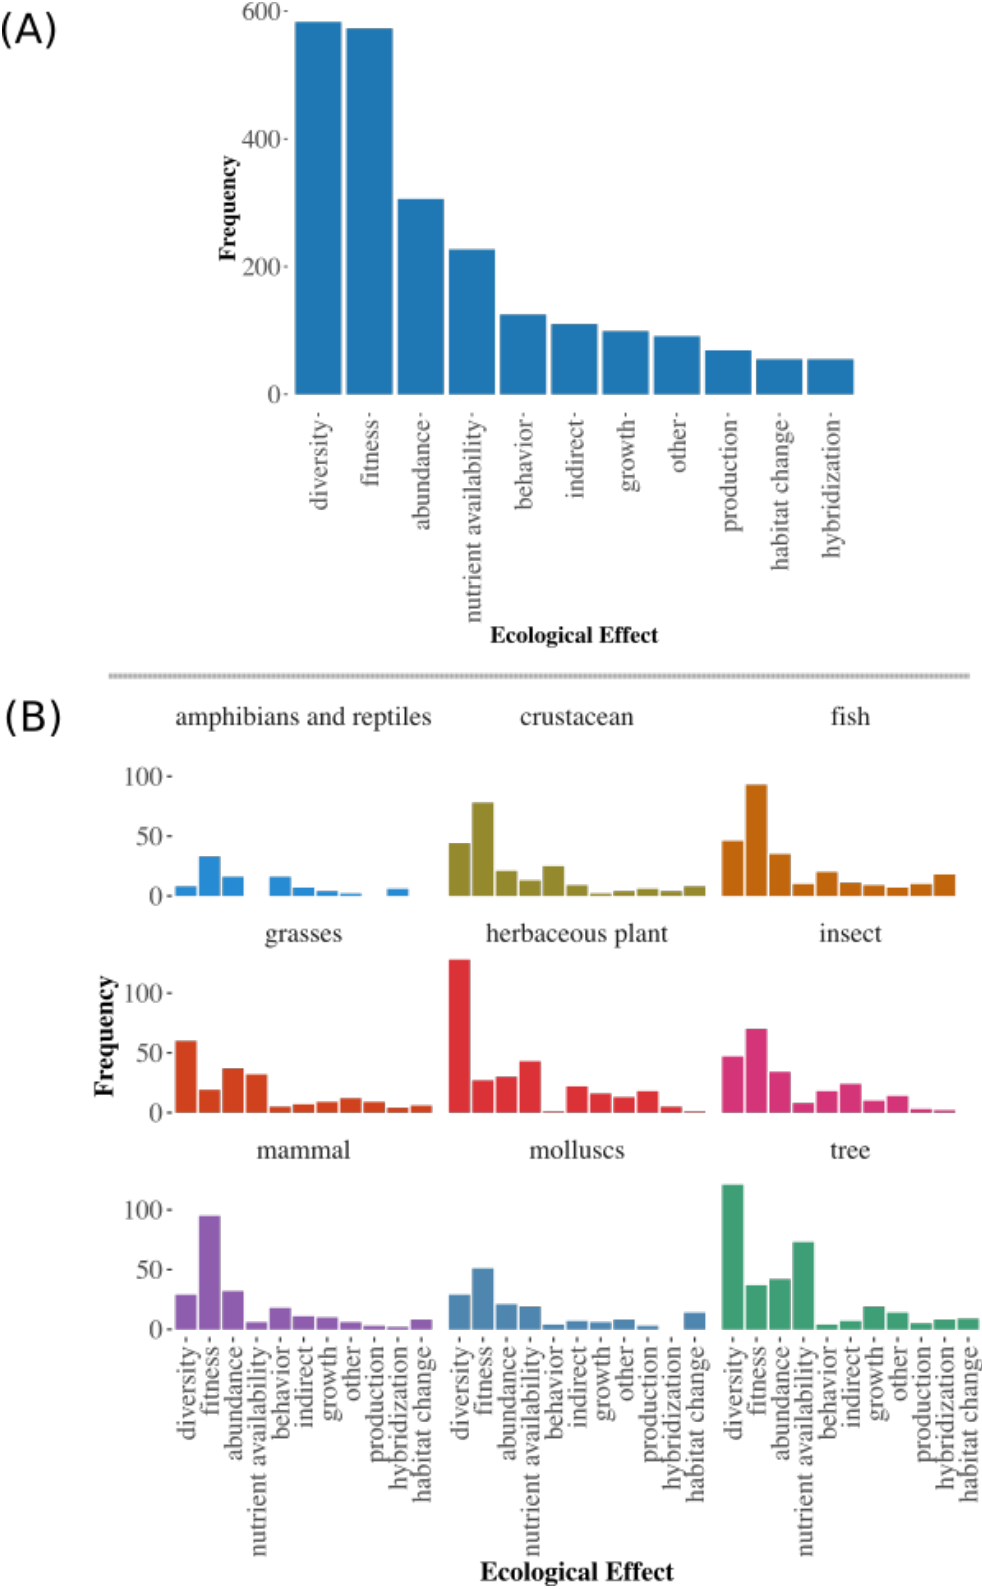 (A)
600
400
200
0
Frequency
diversity
fitness
abundance
nutrient availability
behavior
indirect
growth
other
production
habitat change
hybridization
Ecological Effect
(B)
amphibians and reptiles crustacean fish
100
50
0
grasses herbaceous plant insect
100
50
0
Frequency
mammal molluscs tree
100
50
0
diversity
fitness
abundance
nutrient availability
behavior
indirect
growth
other
production
hybridization
habitat change
diversity
fitness
abundance
nutrient availability
behavior
indirect
growth
other
production
hybridization
habitat change
diversity
fitness
abundance
nutrient availability
behavior
indirect
growth
other
production
hybridization
habitat change
Ecological Effect